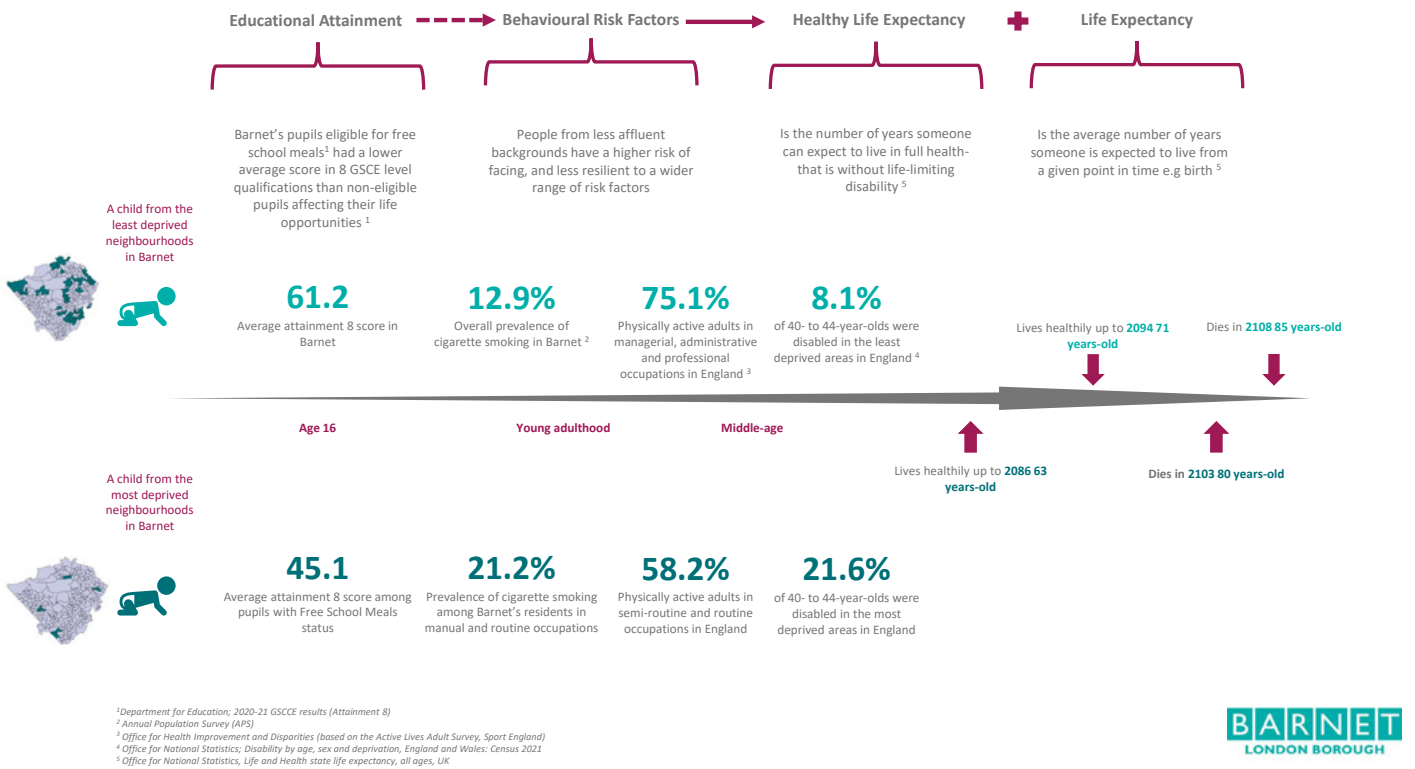 Educational Attainment
Behavioural Risk Factors
Healthy Life Expectancy
Life Expectancy
Barnet's pupils eligible for free
school meals¹ had a lower
average score in 8 GSCE level
qualifications than non-eligible
pupils affecting their life
opportunities ¹
People from less affluent
backgrounds have a higher risk of
facing, and less resilient to a wider
range of risk factors
Is the number of years someone
can expect to live in full health-
that is without life-limiting
disability ⁵
Is the average number of years
someone is expected to live from
a given point in time e.g birth ⁵
A child from the
least deprived
neighbourhoods
in Barnet
61.2
Average attainment 8 score in
Barnet
12.9%
Overall prevalence of
cigarette smoking in Barnet ²
75.1%
Physically active adults in
managerial, administrative
and professional
occupations in England ³
8.1%
of 40- to 44-year-olds were
disabled in the least
deprived areas in England ⁴
Lives healthily up to 2094 71
years-old
Dies in 2108 85 years-old
Age 16
Young adulthood
Middle-age
Lives healthily up to 2086 63
years-old
Dies in 2103 80 years-old
A child from the
most deprived
neighbourhoods
in Barnet
45.1
Average attainment 8 score among
pupils with Free School Meals
status
21.2%
Prevalence of cigarette smoking
among Barnet's residents in
manual and routine occupations
58.2%
Physically active adults in
semi-routine and routine
occupations in England
21.6%
of 40- to 44-year-olds were
disabled in the most
deprived areas in England
¹Department for Education; 2020-21 GSCCE results (Attainment 8)
² Annual Population Survey (APS)
³ Office for Health Improvement and Disparities (based on the Active Lives Adult Survey, Sport England)
⁴ Office for National Statistics; Disability by age, sex and deprivation, England and Wales: Census 2021
⁵ Office for National Statistics, Life and Health state life expectancy, all ages, UK
BARNET
LONDON BOROUGH